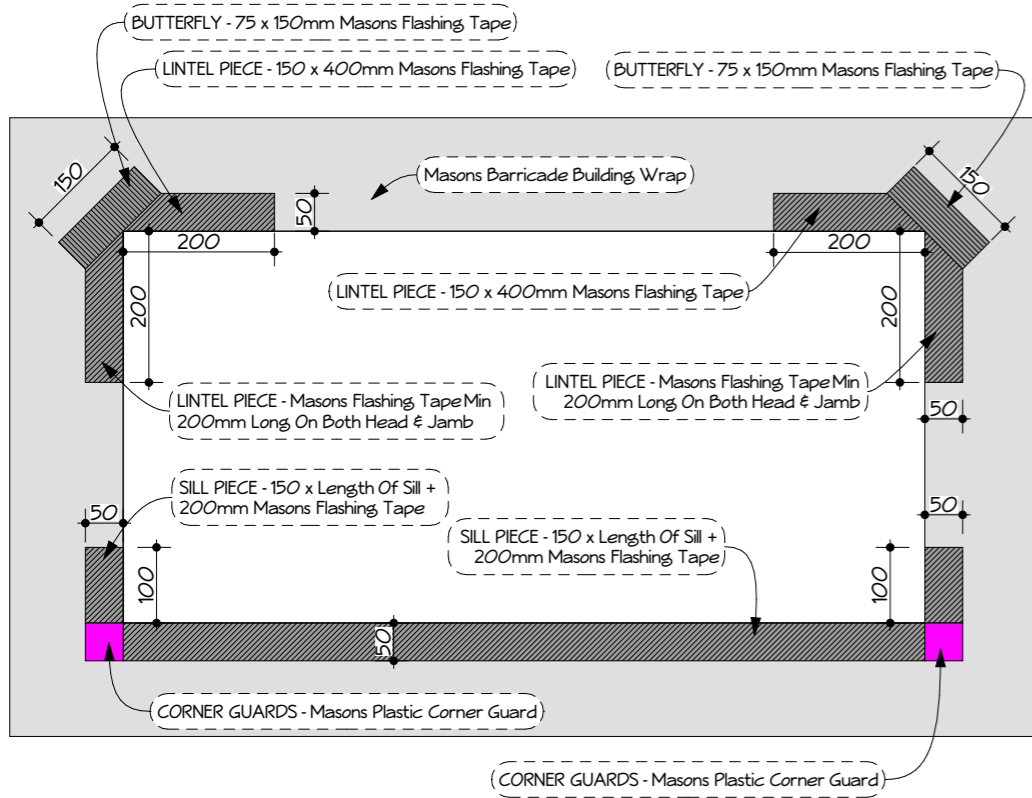 BUTTERFLY - 75 x 150mm Masons Flashing Tape
LINTEL PIECE - 150 x 400mm Masons Flashing Tape
BUTTERFLY - 75 x 150mm Masons Flashing Tape
150
Masons Barricade Building Wrap
150
50
200
200
200
LINTEL PIECE - 150 x 400mm Masons Flashing Tape
200
LINTEL PIECE - Masons Flashing Tape Min
200mm Long On Both Head & Jamb
LINTEL PIECE - Masons Flashing Tape Min
200mm Long On Both Head & Jamb
50
SILL PIECE - 150 x Length Of Sill +
200mm Masons Flashing Tape
50
50
SILL PIECE - 150 x Length Of Sill +
200mm Masons Flashing Tape
100
100
50
CORNER GUARDS - Masons Plastic Corner Guard
CORNER GUARDS - Masons Plastic Corner Guard